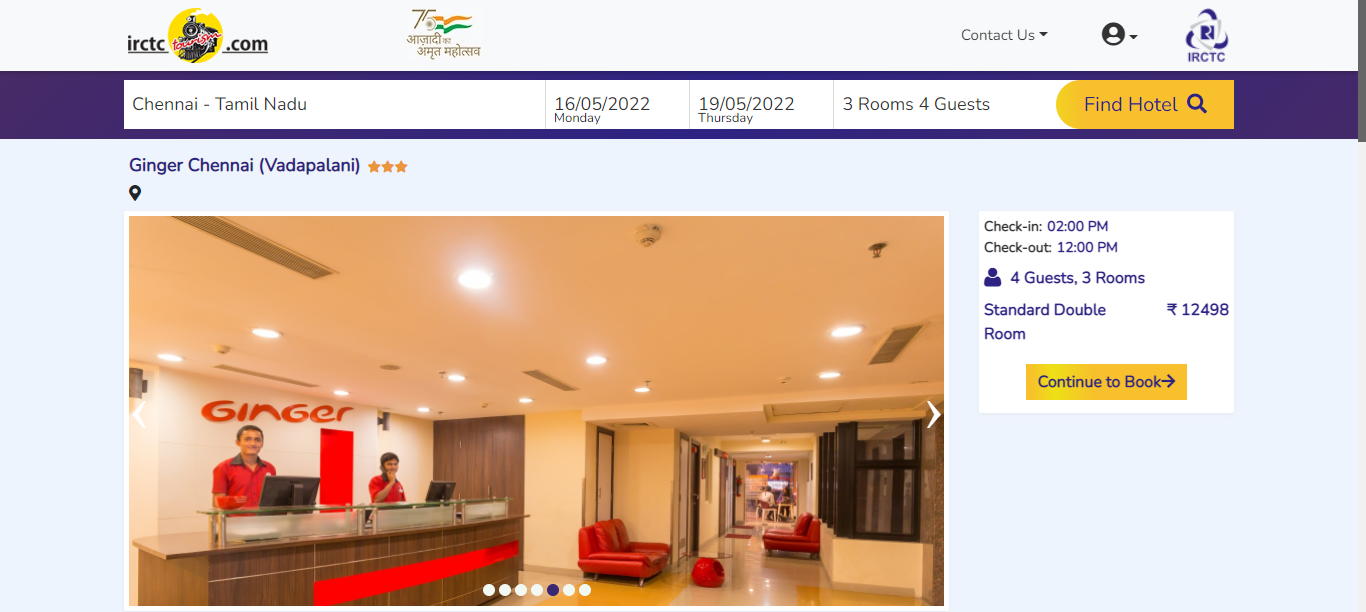 irctc tourism .com
75
आज़ादी का
अमृत महोत्सव
Contact Us
IRCTC
Chennai - Tamil Nadu
16/05/2022
Monday
19/05/2022
Thursday
3 Rooms 4 Guests
Find Hotel
Ginger Chennai (Vadapalani)
Check-in: 02:00 PM
Check-out: 12:00 PM
4 Guests, 3 Rooms
Standard Double
Room
₹ 12498
Continue to Book
GINGER